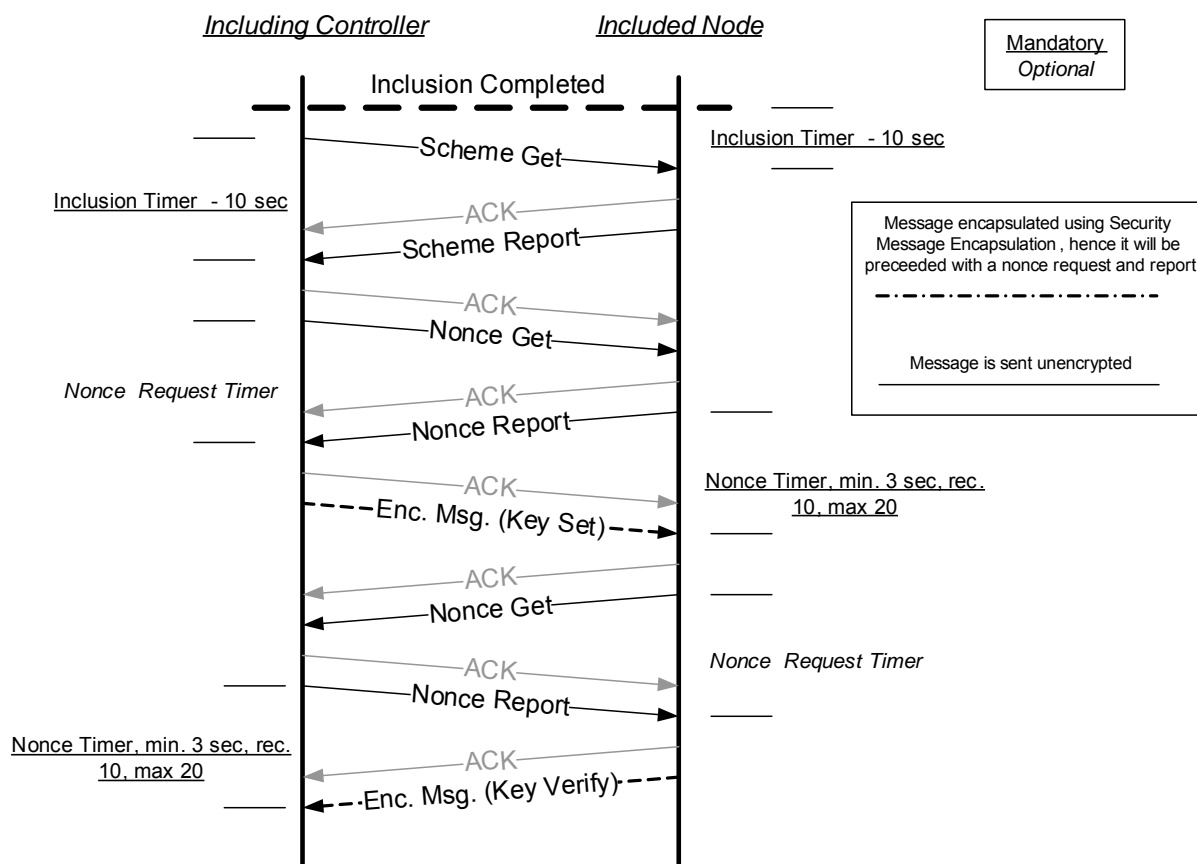 Including Controller
Included Node
Mandatory
Optional
Inclusion Completed
Inclusion Timer - 10 sec
Scheme Get
Inclusion Timer - 10 sec
ACK
Scheme Report
Message encapsulated using Security
Message Encapsulation , hence it will be
preceeded with a nonce request and report
ACK
Nonce Get
Message is sent unencrypted
Nonce Request Timer
ACK
Nonce Report
ACK
Nonce Timer, min. 3 sec, rec.
10, max 20
Enc. Msg. (Key Set)
ACK
Nonce Get
ACK
Nonce Request Timer
Nonce Report
Nonce Timer, min. 3 sec, rec.
10, max 20
ACK
Enc. Msg. (Key Verify)